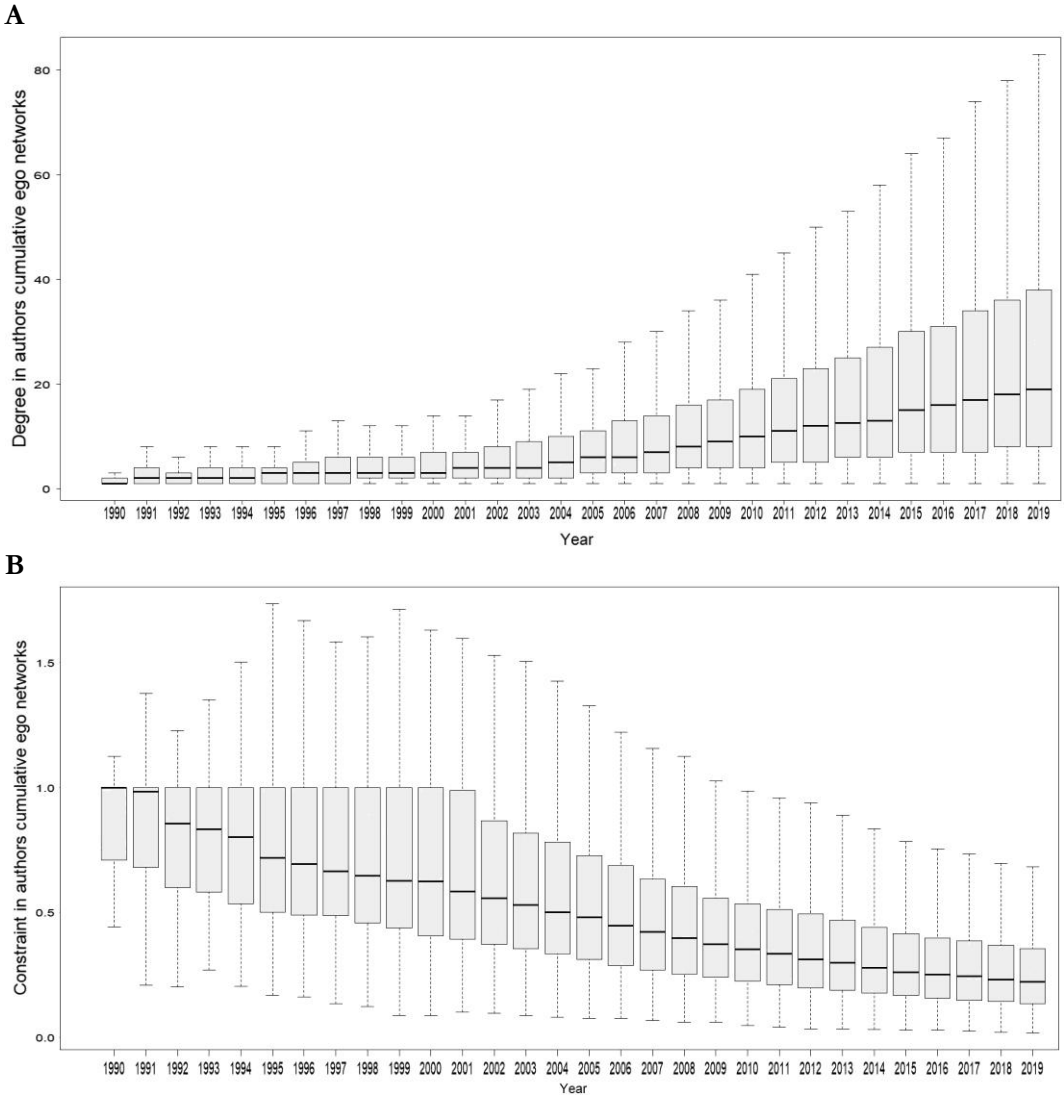 A
Degree in authors cumulative ego networks
80
60
40
20
0
1990 1991 1992 1993 1994 1995 1996 1997 1998 1999 2000 2001 2002 2003 2004 2005 2006 2007 2008 2009 2010 2011 2012 2013 2014 2015 2016 2017 2018 2019
Year
B
Constraint in authors cumulative ego networks
1.5
1.0
0.5
0.0
1990 1991 1992 1993 1994 1995 1996 1997 1998 1999 2000 2001 2002 2003 2004 2005 2006 2007 2008 2009 2010 2011 2012 2013 2014 2015 2016 2017 2018 2019
Year